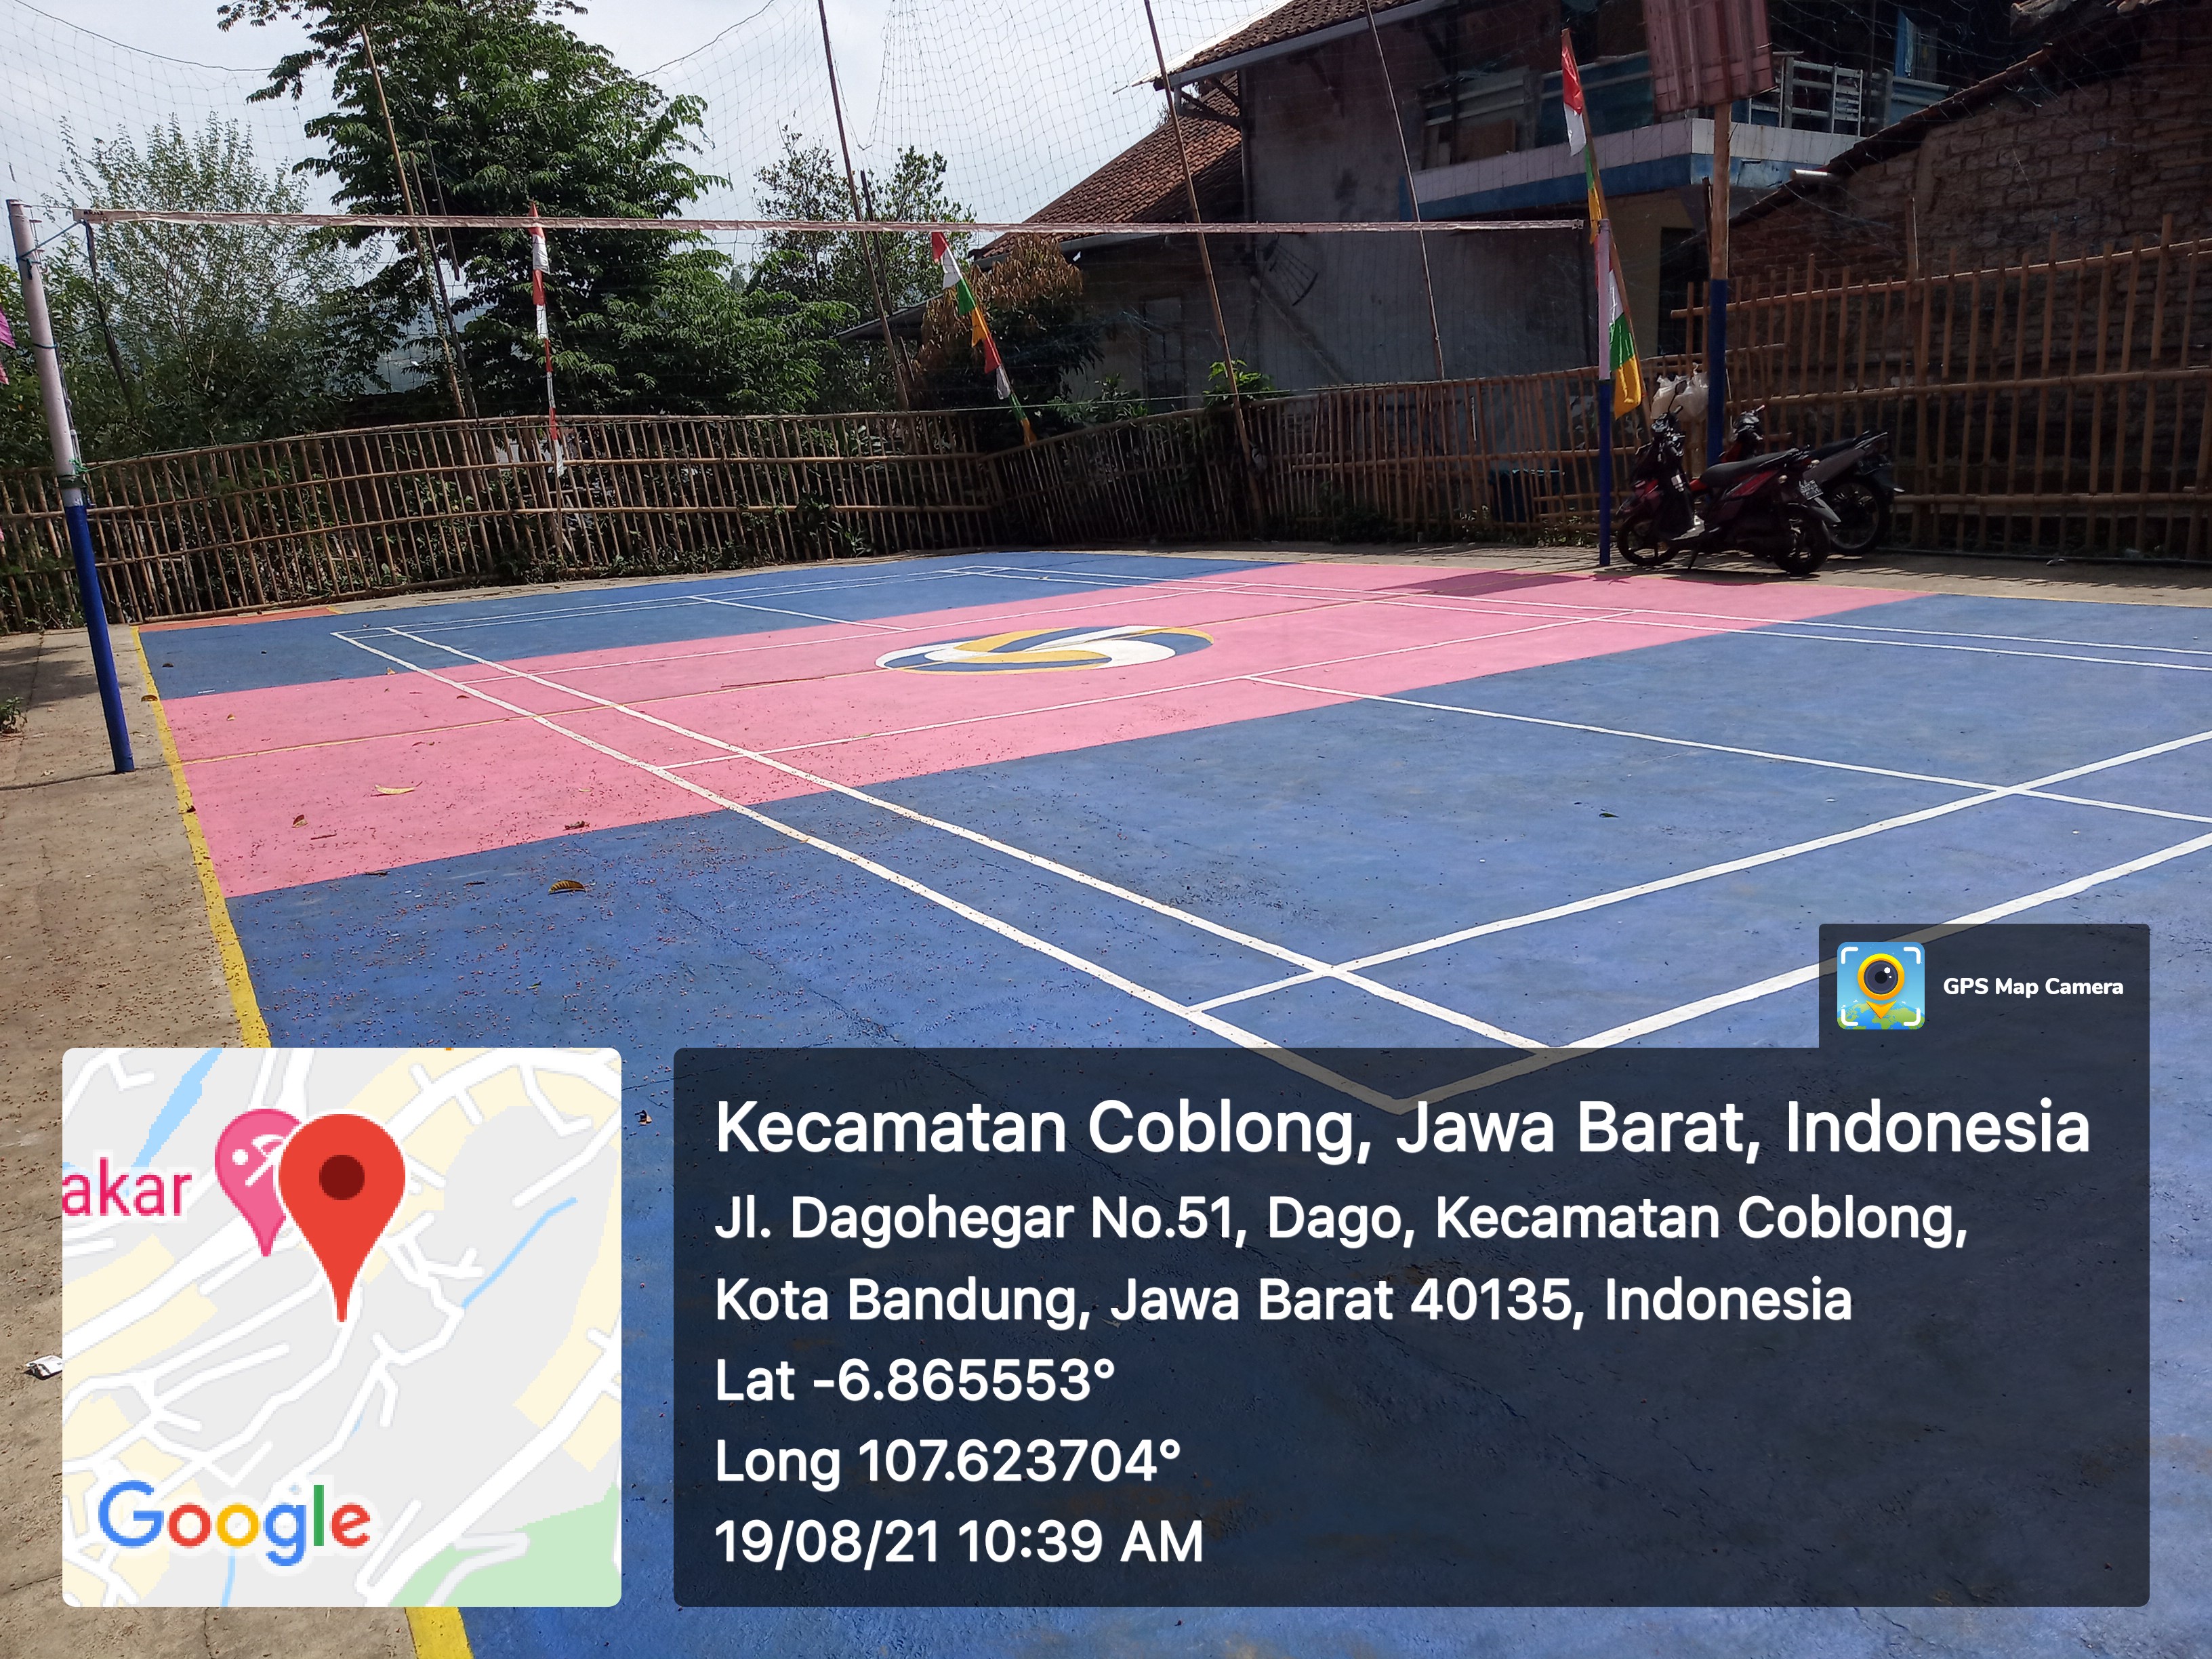 GPS Map Camera
akar
Google
Kecamatan Coblong, Jawa Barat, Indonesia
Jl. Dagohegar No.51, Dago, Kecamatan Coblong,
Kota Bandung, Jawa Barat 40135, Indonesia
Lat -6.865553°
Long 107.623704°
19/08/21 10:39 AM